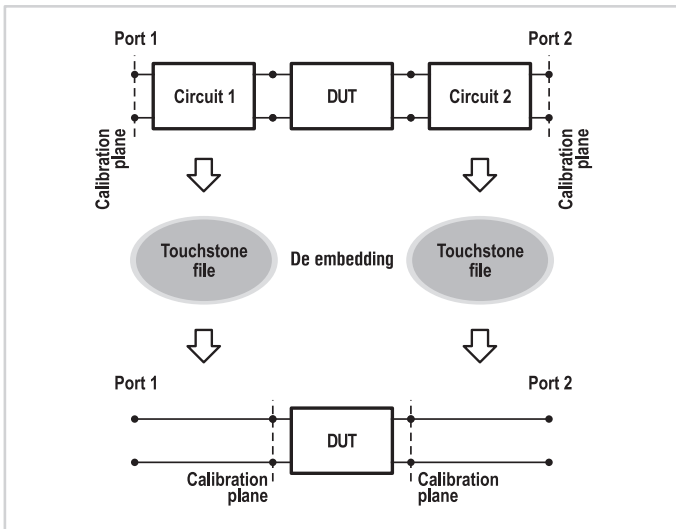 Port 1
Port 2
Circuit 1
DUT
Circuit 2
Calibration
plane
Calibration
plane
Touchstone
file
De embedding
Touchstone
file
Port 1
Port 2
DUT
Calibration
plane
Calibration
plane